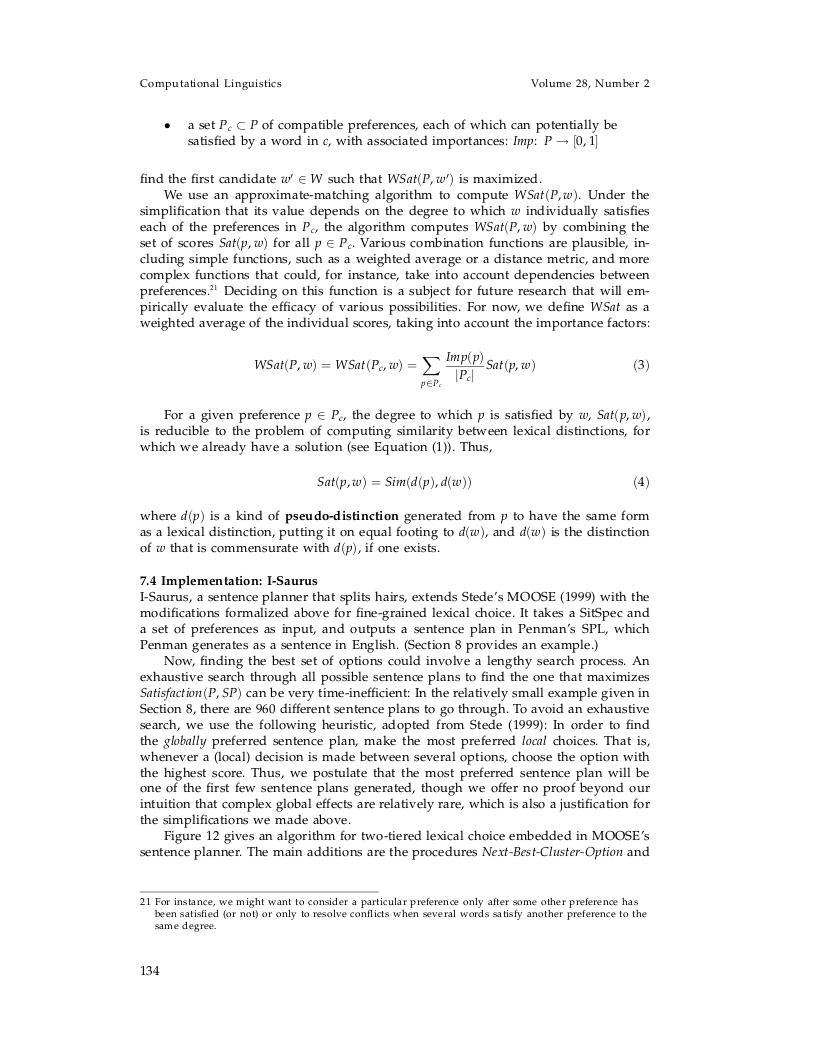 Computational Linguistics Volume 28, Number 2
• a set Pc ⊂ P of compatible preferences, each of which can potentially be
satisfied by a word in c, with associated importances: Imp: P → [0, 1]
find the first candidate w′ ∈ W such that WSat(P, w′) is maximized.
We use an approximate-matching algorithm to compute WSat(P, w). Under the
simplification that its value depends on the degree to which w individually satisfies
each of the preferences in Pc, the algorithm computes WSat(P, w) by combining the
set of scores Sat(p, w) for all p ∈ Pc. Various combination functions are plausible, in-
cluding simple functions, such as a weighted average or a distance metric, and more
complex functions that could, for instance, take into account dependencies between
preferences.21 Deciding on this function is a subject for future research that will em-
pirically evaluate the efficacy of various possibilities. For now, we define WSat as a
weighted average of the individual scores, taking into account the importance factors:
WSat(P, w) = WSat(Pc, w) = ∑p∈Pc Imp(p)/|Pc| Sat(p, w) (3)
For a given preference p ∈ Pc, the degree to which p is satisfied by w, Sat(p, w),
is reducible to the problem of computing similarity between lexical distinctions, for
which we already have a solution (see Equation (1)). Thus,
Sat(p, w) = Sim(d(p), d(w)) (4)
where d(p) is a kind of pseudo-distinction generated from p to have the same form
as a lexical distinction, putting it on equal footing to d(w), and d(w) is the distinction
of w that is commensurate with d(p), if one exists.
7.4 Implementation: I-Saurus
I-Saurus, a sentence planner that splits hairs, extends Stede's MOOSE (1999) with the
modifications formalized above for fine-grained lexical choice. It takes a SitSpec and
a set of preferences as input, and outputs a sentence plan in Penman's SPL, which
Penman generates as a sentence in English. (Section 8 provides an example.)
Now, finding the best set of options could involve a lengthy search process. An
exhaustive search through all possible sentence plans to find the one that maximizes
Satisfaction(P, SP) can be very time-inefficient: In the relatively small example given in
Section 8, there are 960 different sentence plans to go through. To avoid an exhaustive
search, we use the following heuristic, adopted from Stede (1999): In order to find
the globally preferred sentence plan, make the most preferred local choices. That is,
whenever a (local) decision is made between several options, choose the option with
the highest score. Thus, we postulate that the most preferred sentence plan will be
one of the first few sentence plans generated, though we offer no proof beyond our
intuition that complex global effects are relatively rare, which is also a justification for
the simplifications we made above.
Figure 12 gives an algorithm for two-tiered lexical choice embedded in MOOSE's
sentence planner. The main additions are the procedures Next-Best-Cluster-Option and
21 For instance, we might want to consider a particular preference only after some other preference has
been satisfied (or not) or only to resolve conflicts when several words satisfy another preference to the
same degree.
134